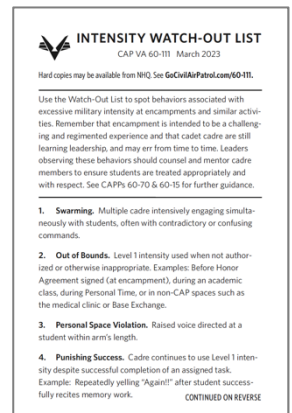 INTENSITY WATCH-OUT LIST
CAP VA 60-111 March 2023
Hard copies may be available from NHQ. See GoCivilAirPatrol.com/60-111.
Use the Watch-Out List to spot behaviors associated with
excessive military intensity at encampments and similar activi-
ties. Remember that encampment is intended to be a challeng-
ing and regimented experience and that cadet cadre are still
learning leadership, and may err from time to time. Leaders
observing these behaviors should counsel and mentor cadre
members to ensure students are treated appropriately and
with respect. See CAPPs 60-70 & 60-15 for further guidance.
1. Swarming. Multiple cadre intensively engaging simulta-
neously with students, often with contradictory or confusing
commands.
2. Out of Bounds. Level 1 intensity used when not author-
ized or otherwise inappropriate. Examples: Before Honor
Agreement signed (at encampment), during an academic
class, during Personal Time, or in non-CAP spaces such as
the medical clinic or Base Exchange.
3. Personal Space Violation. Raised voice directed at a
student within arm's length.
4. Punishing Success. Cadre continues to use Level 1 inten-
sity despite successful completion of an assigned task.
Example: Repeatedly yelling "Again!!" after student success-
fully recites memory work.
CONTINUED ON REVERSE